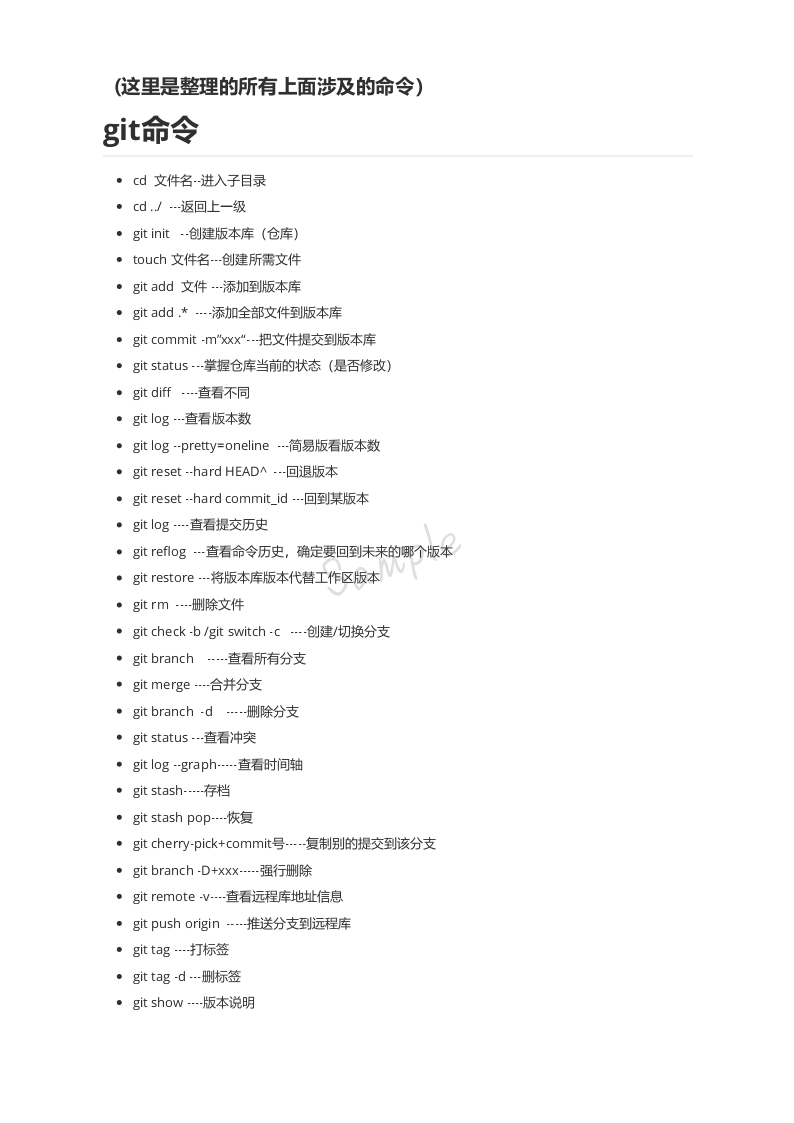 （这里是整理的所有上面涉及的命令）
git命令
cd  文件名--进入子目录
cd ../  ---返回上一级
git init   --创建版本库（仓库）
touch 文件名---创建所需文件
git add  文件 ---添加到版本库
git add .*  ----添加全部文件到版本库
git commit -m”xxx“---把文件提交到版本库
git status ---掌握仓库当前的状态（是否修改）
git diff   ----查看不同
git log ---查看版本数
git log --pretty=oneline  ---简易版看版本数
git reset --hard HEAD^  ---回退版本
git reset --hard commit_id ---回到某版本
git log ----查看提交历史
git reflog  ---查看命令历史，确定要回到未来的哪个版本
git restore ---将版本库版本代替工作区版本
Sample
git rm  ----删除文件
git check -b /git switch -c   ----创建/切换分支
git branch    -----查看所有分支
git merge ----合并分支
git branch  -d    -----删除分支
git status ---查看冲突
git log --graph-----查看时间轴
git stash-----存档
git stash pop----恢复
git cherry-pick+commit号-----复制别的提交到该分支
git branch -D+xxx-----强行删除
git remote -v----查看远程库地址信息
git push origin  -----推送分支到远程库
git tag ----打标签
git tag -d ---删标签
git show ----版本说明